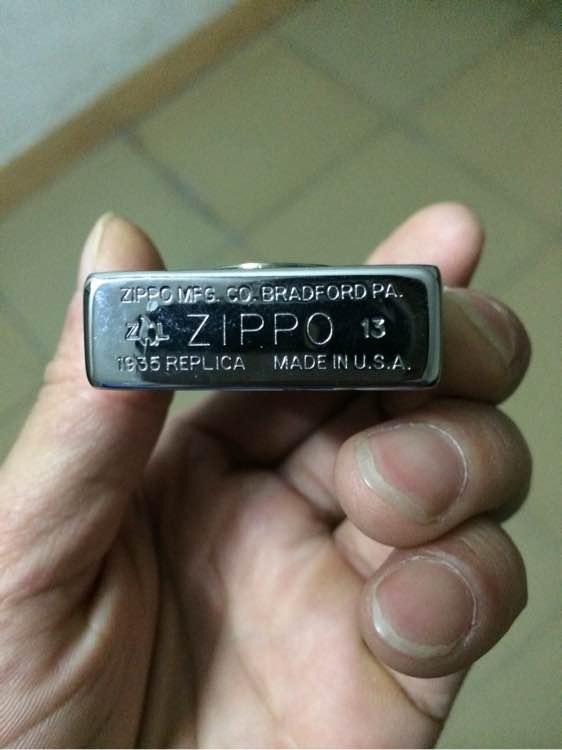 ZIPPO MFG. CO. BRADFORD PA.
ZIPPO 13
1935 REPLICA MADE IN U.S.A.